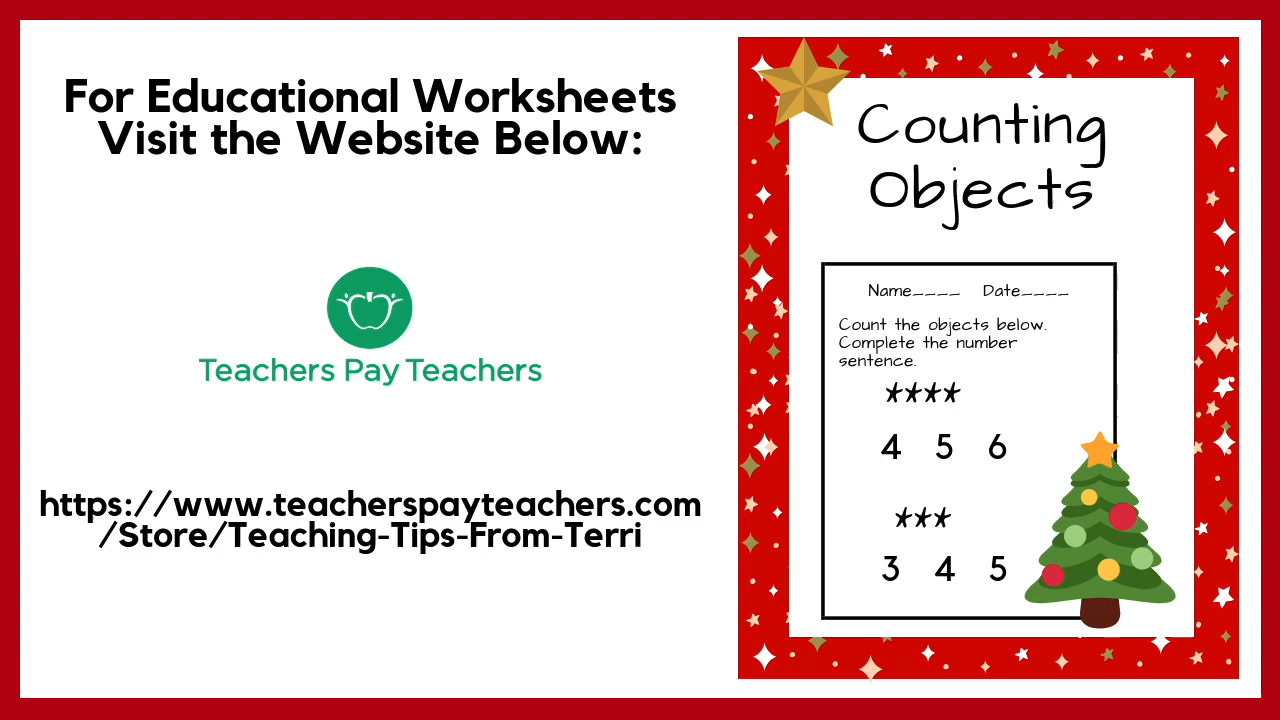 For Educational Worksheets
Visit the Website Below:
Teachers Pay Teachers
https://www.teacherspayteachers.com
/Store/Teaching-Tips-From-Terri
Counting
Objects
Name____ Date____
Count the objects below.
Complete the number
sentence.
****
4 5 6
***
3 4 5